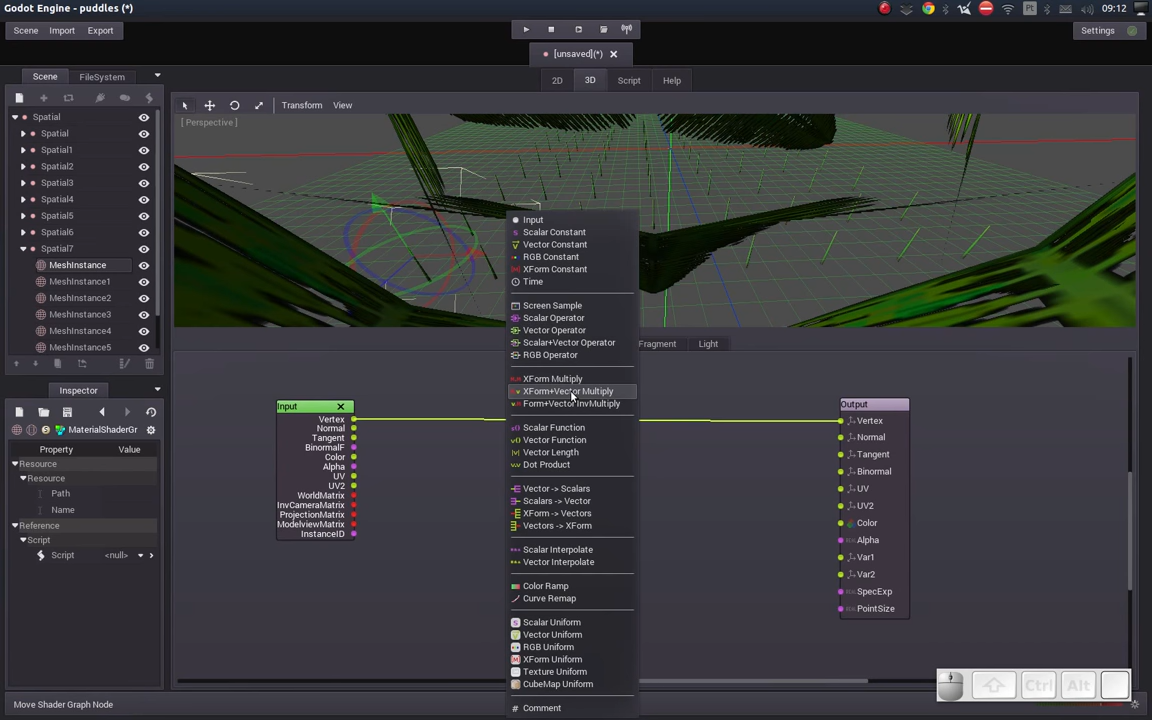 Godot Engine - puddles (*)
Pt
09:12
Scene Import Export
Settings
[unsaved](*)
Scene FileSystem
2D 3D Script Help
Transform View
[ Perspective ]
Spatial
Spatial
Spatial1
Spatial2
Spatial3
Spatial4
Spatial5
Spatial6
Spatial7
MeshInstance
MeshInstance1
MeshInstance2
MeshInstance3
MeshInstance4
MeshInstance5
Inspector
MaterialShaderGr
Property Value
Resource
Resource
Path
Name
Reference
Script
Script <null>
Move Shader Graph Node
Fragment Light
Input
Vertex
Normal
Tangent
BinormalF
Color
Alpha
UV
UV2
WorldMatrix
InvCameraMatrix
ProjectionMatrix
ModelviewMatrix
InstanceID
Input
Scalar Constant
Vector Constant
RGB Constant
XForm Constant
Time
Screen Sample
Scalar Operator
Vector Operator
Scalar+Vector Operator
RGB Operator
XForm Multiply
XForm+Vector Multiply
Form+Vector InvMultiply
Scalar Function
Vector Function
Vector Length
Dot Product
Vector -> Scalars
Scalars -> Vector
XForm -> Vectors
Vectors -> XForm
Scalar Interpolate
Vector Interpolate
Color Ramp
Curve Remap
Scalar Uniform
Vector Uniform
RGB Uniform
XForm Uniform
Texture Uniform
CubeMap Uniform
# Comment
Output
Vertex
Normal
Tangent
Binormal
UV
UV2
Color
Alpha
Var1
Var2
SpecExp
PointSize
Ctrl Alt